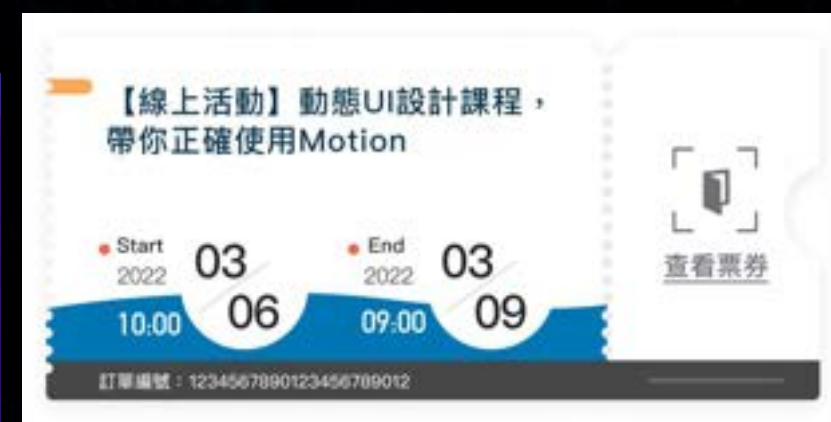 【線上活動】動態UI設計課程，
帶你正確使用Motion
Start
2022
03
06
10:00
End
2022
03
09
09:00
查看票券
訂單編號：12345678901234567890​12